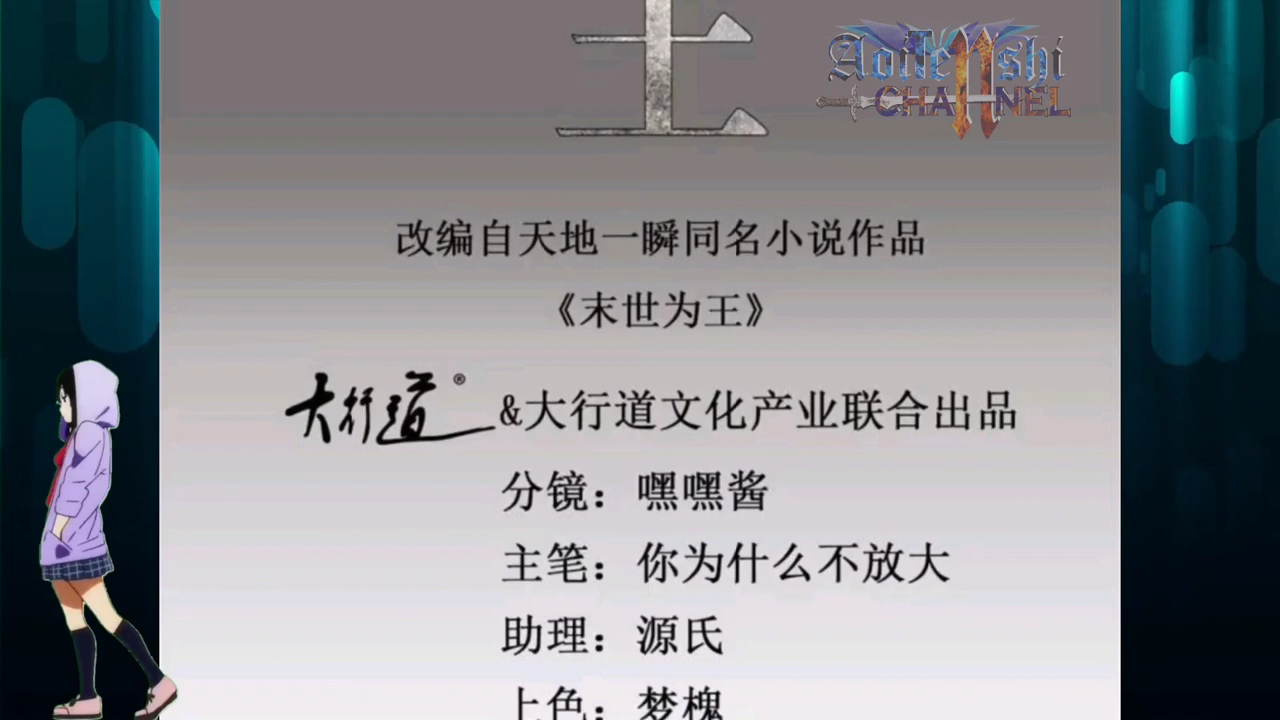 王
AoiTenshi
CHANNEL
改编自天地一瞬同名小说作品
《末世为王》
大行道® &大行道文化产业联合出品
分镜：嘿嘿酱
主笔：你为什么不放大
助理：源氏
上色：梦槐